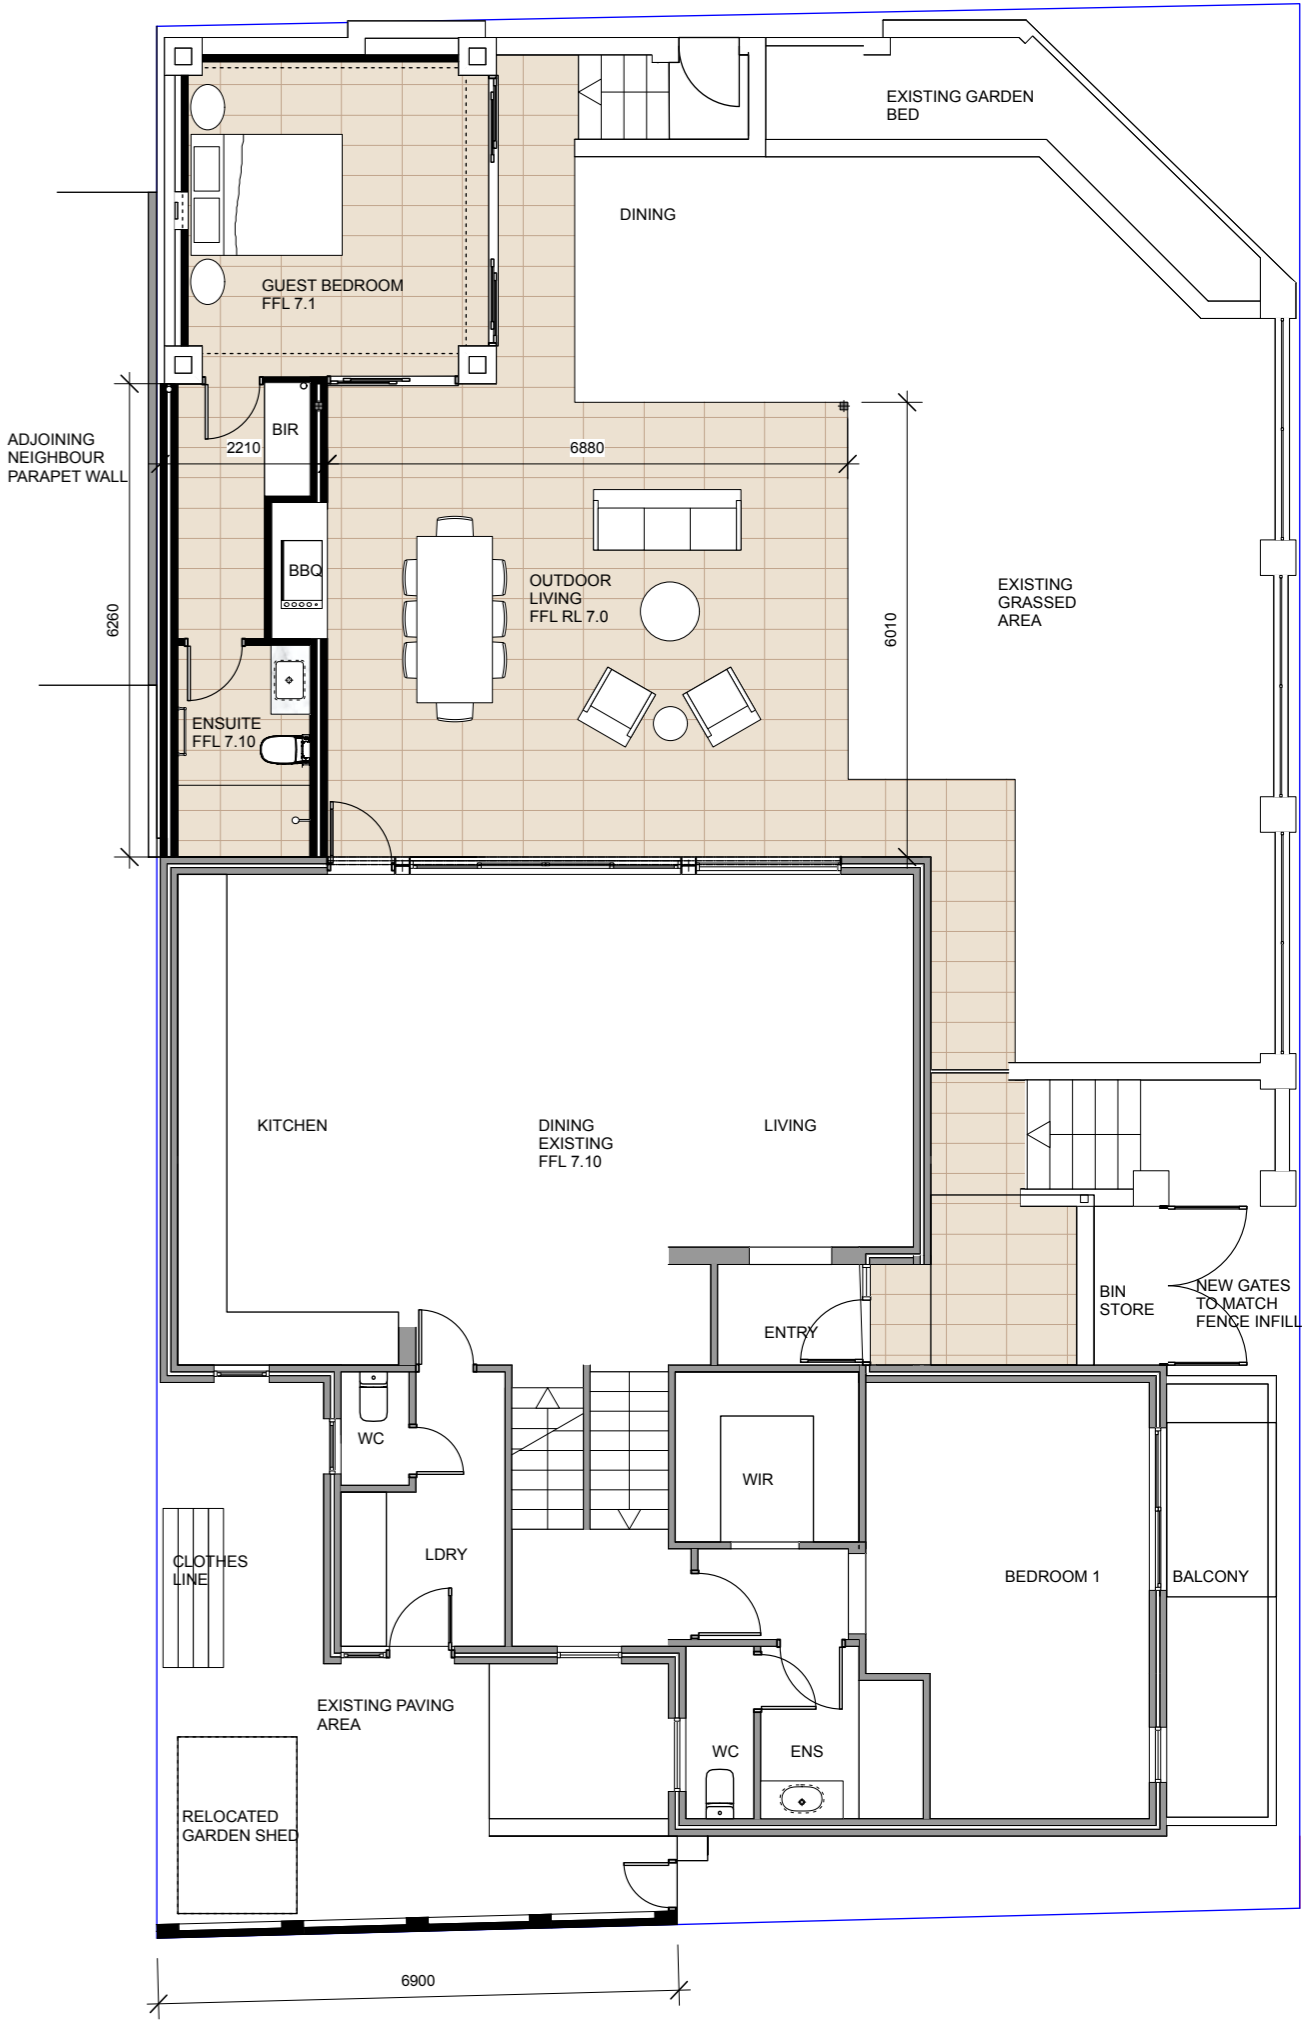 EXISTING GARDEN
BED
DINING
GUEST BEDROOM
FFL 7.1
ADJOINING
NEIGHBOUR
PARAPET WALL
BIR
2210
6880
BBQ
OUTDOOR
LIVING
FFL RL 7.0
EXISTING
GRASSED
AREA
6260
6010
ENSUITE
FFL 7.10
KITCHEN
DINING
EXISTING
FFL 7.10
LIVING
ENTRY
BIN
STORE
NEW GATES
TO MATCH
FENCE INFILL
WC
WIR
LDRY
CLOTHES
LINE
BEDROOM 1
BALCONY
EXISTING PAVING
AREA
WC
ENS
RELOCATED
GARDEN SHED
6900